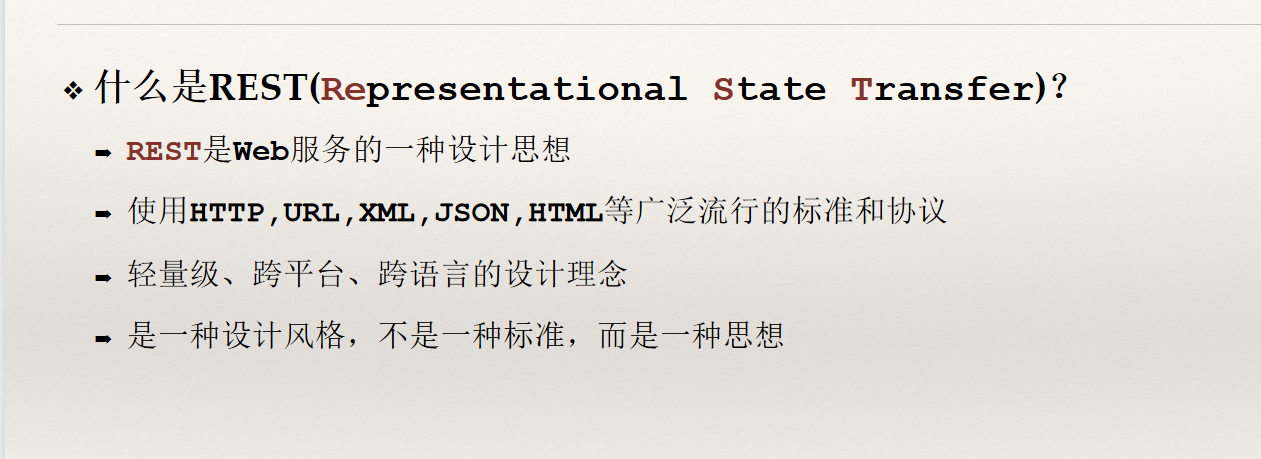 什么是REST(Representational State Transfer)？
REST是Web服务的一种设计思想
使用HTTP,URL,XML,JSON,HTML等广泛流行的标准和协议
轻量级、跨平台、跨语言的设计理念
是一种设计风格，不是一种标准，而是一种思想